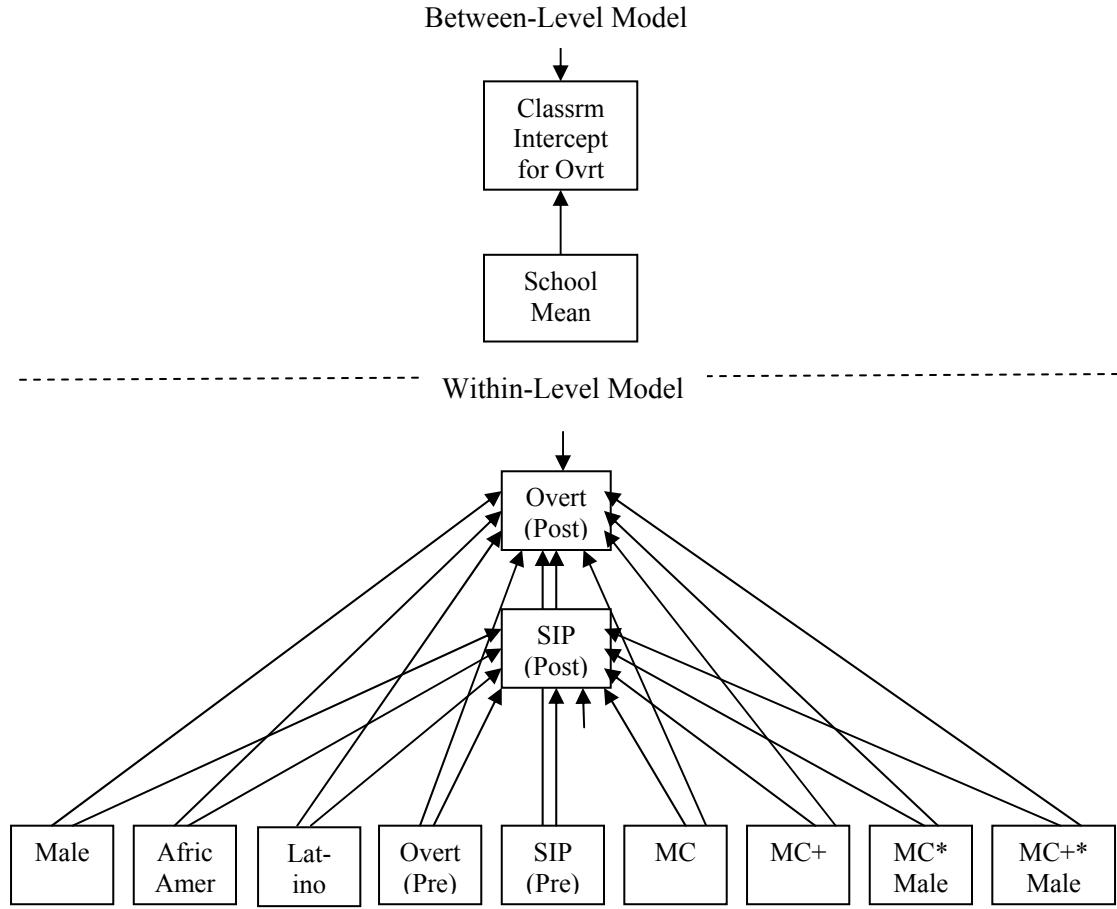 Between-Level Model
Classrm
Intercept
for Ovrt
School
Mean
Within-Level Model
Overt
(Post)
SIP
(Post)
Male
Afric
Amer
Lat-
ino
Overt
(Pre)
SIP
(Pre)
MC
MC+
MC*
Male
MC+*
Male